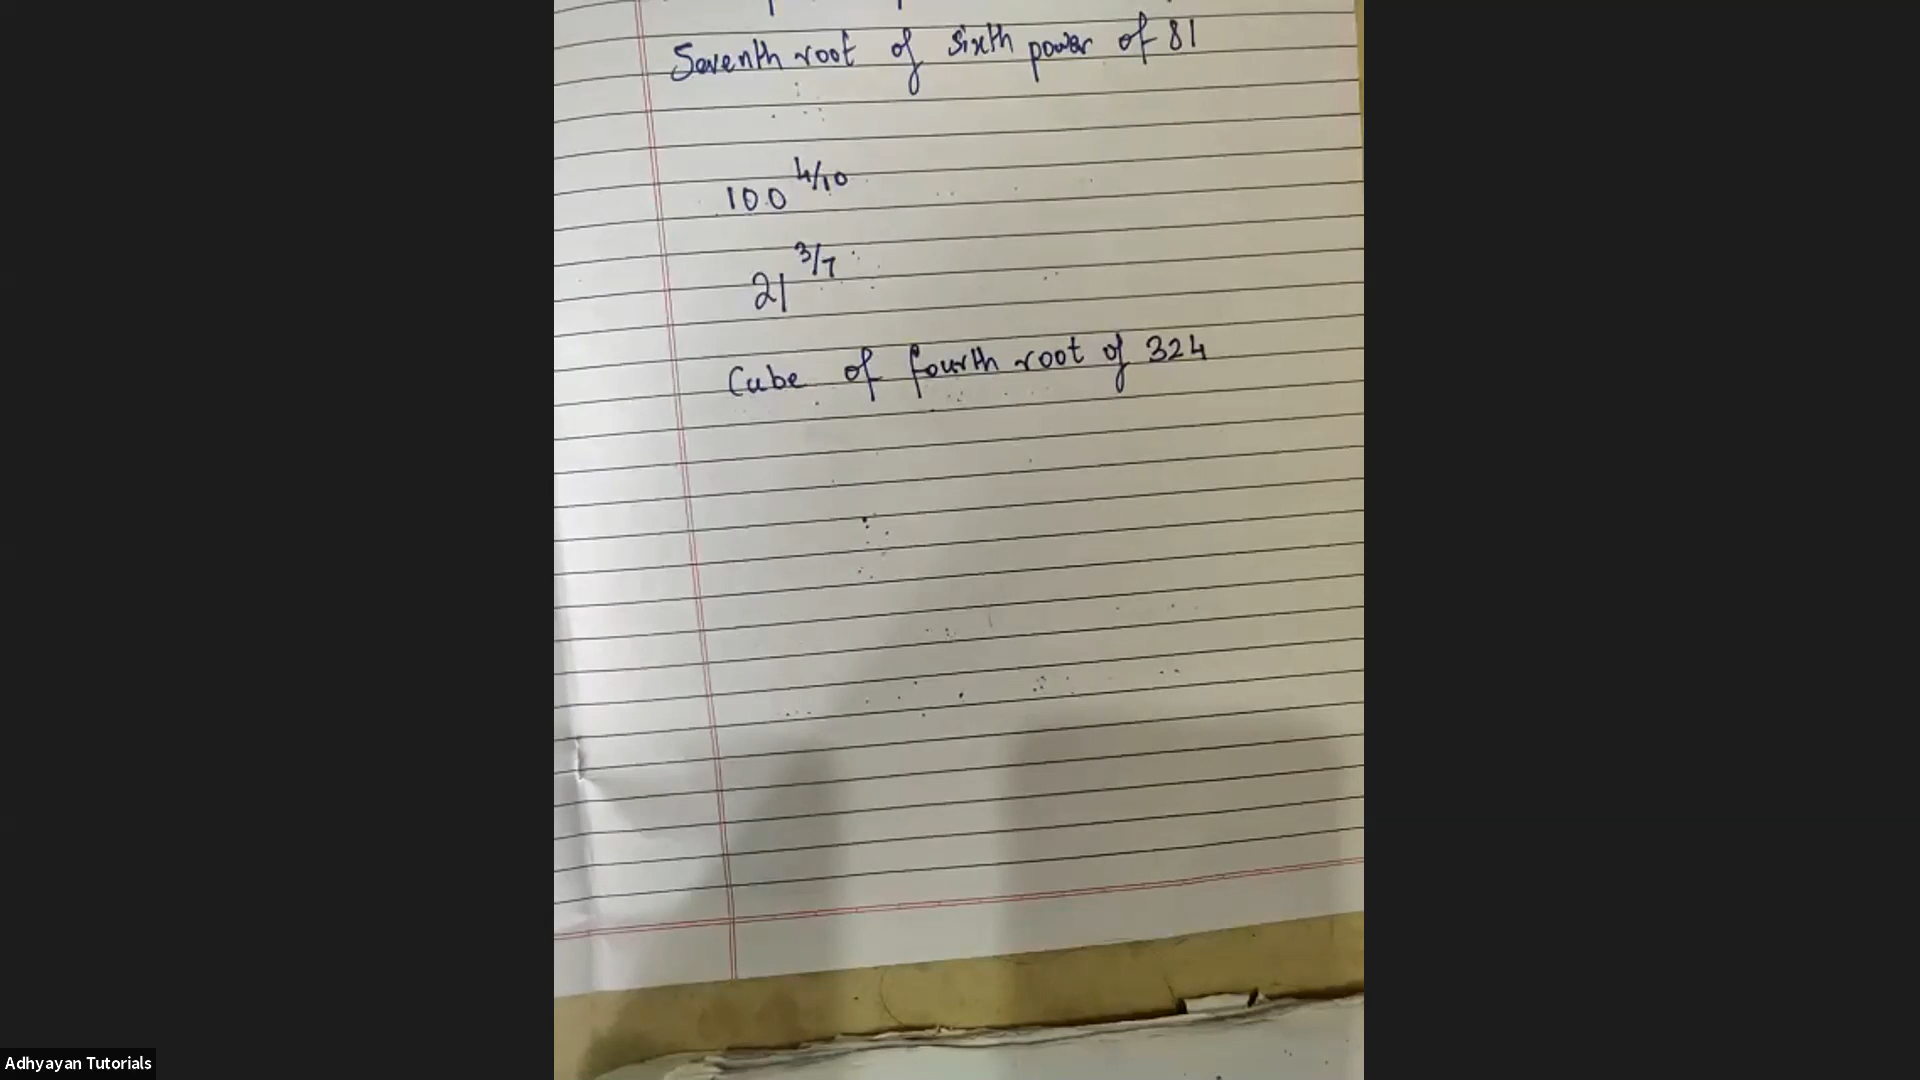 Seventh root of sixth power of 81
100^4/10
21^3/7
Cube of fourth root of 324
Adhyayan Tutorials